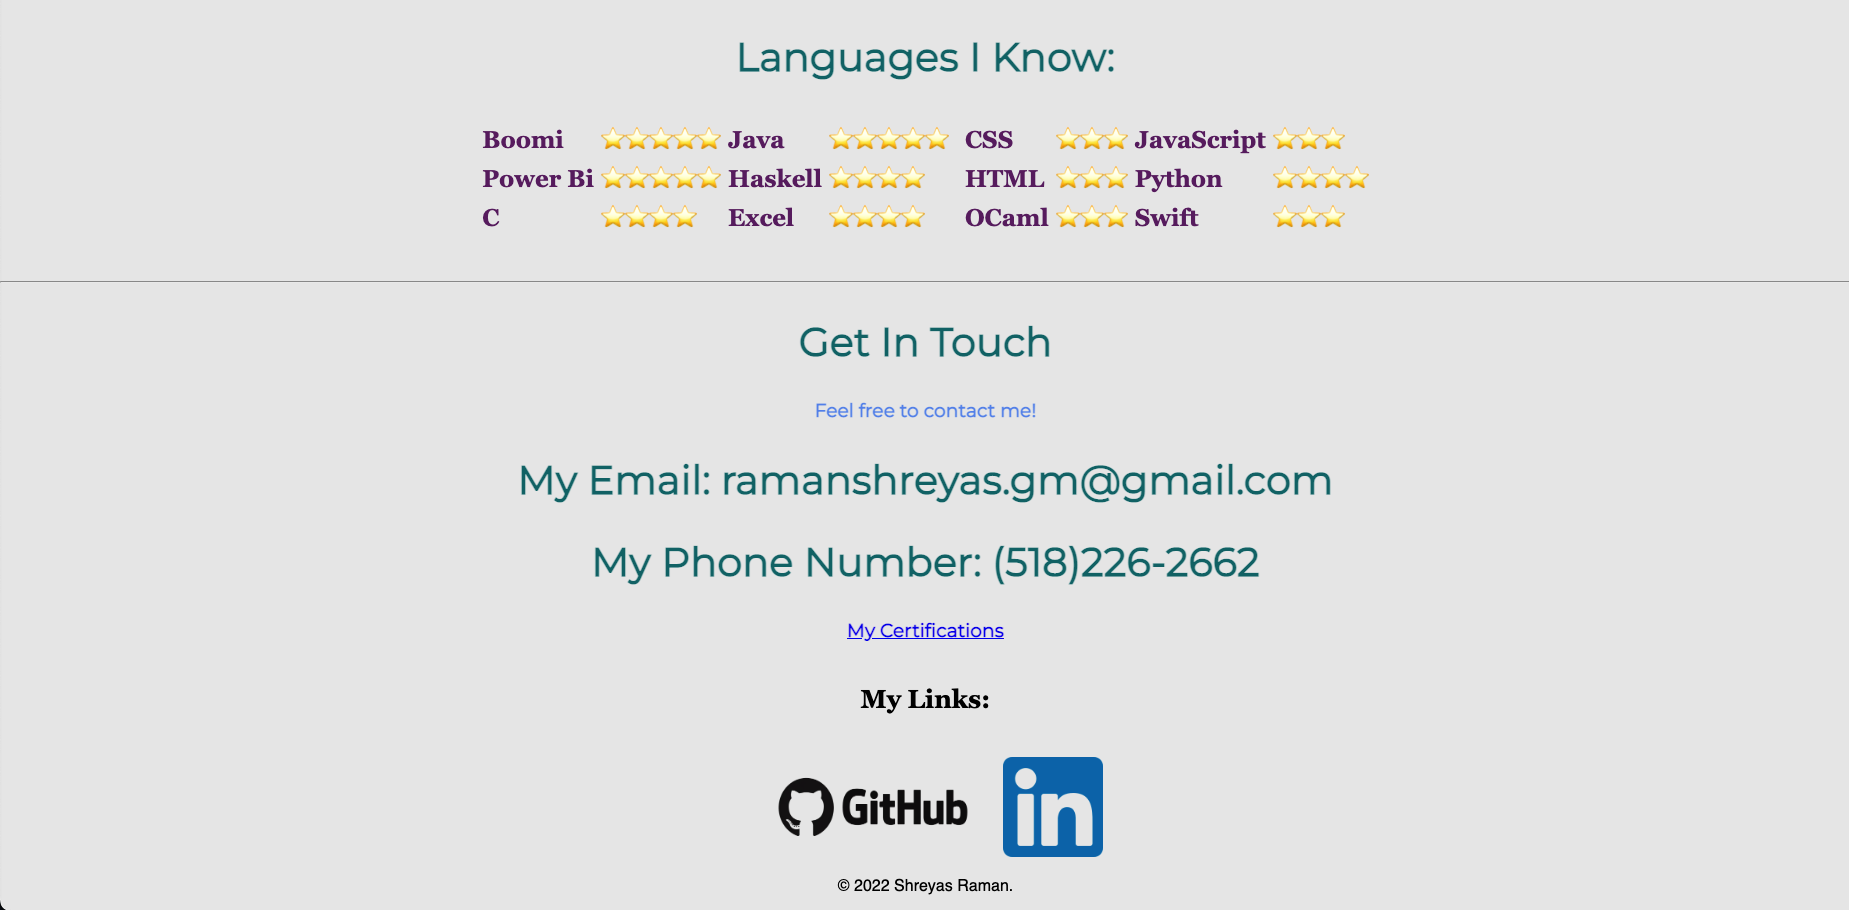 Languages I Know:
Boomi ⭐⭐⭐⭐⭐ Java ⭐⭐⭐⭐⭐ CSS ⭐⭐⭐ JavaScript ⭐⭐⭐
Power Bi ⭐⭐⭐⭐⭐ Haskell ⭐⭐⭐⭐ HTML ⭐⭐⭐ Python ⭐⭐⭐⭐
C ⭐⭐⭐⭐ Excel ⭐⭐⭐⭐ OCaml ⭐⭐⭐ Swift ⭐⭐⭐
Get In Touch
Feel free to contact me!
My Email: ramanshreyas.gm@gmail.com
My Phone Number: (518)226-2662
My Certifications
My Links:
GitHub in
© 2022 Shreyas Raman.